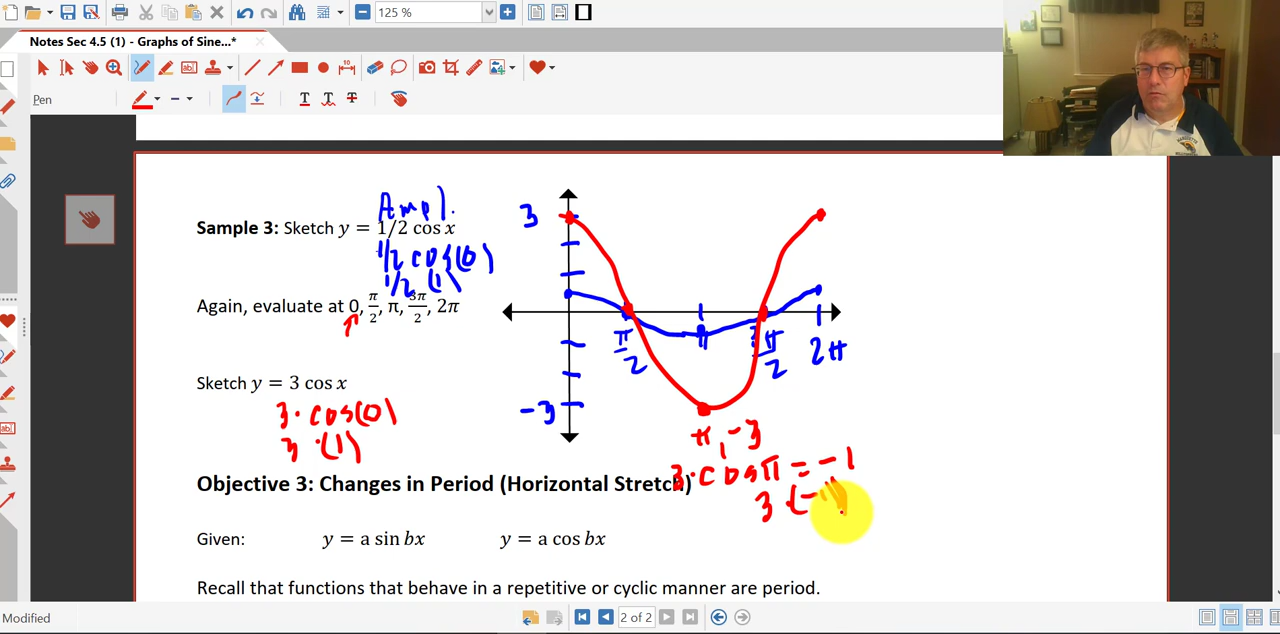 125 %
Notes Sec 4.5 (1) - Graphs of Sine...*
Pen
Ampl.
Sample 3: Sketch y = 1/2 cos x
1/2 cos(0)
1/2 (1)
Again, evaluate at 0, π/2, π, 3π/2, 2π
Sketch y = 3 cos x
3 · cos(0)
3 · (1)
3
-3
π/2
π
3π/2
2π
π, -3
3 · cos π = -1
3 (-1)
Objective 3: Changes in Period (Horizontal Stretch)
Given: y = a sin bx y = a cos bx
Recall that functions that behave in a repetitive or cyclic manner are period.
Modified
2 of 2